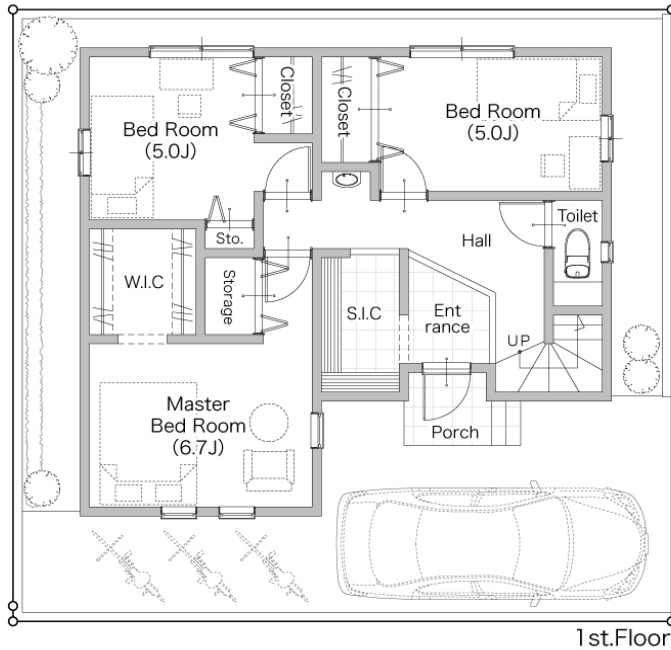 Closet
Closet
Bed Room
(5.0J)
Bed Room
(5.0J)
Sto.
Hall
Toilet
W.I.C
Storage
S.I.C
Ent
rance
UP
Master
Bed Room
(6.7J)
Porch
1st.Floor